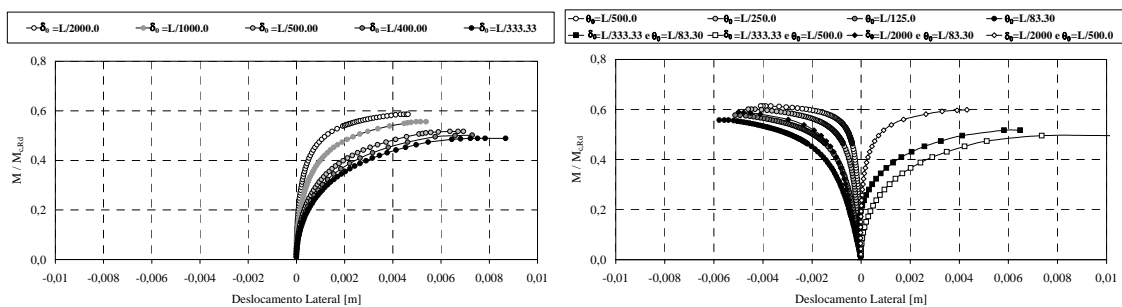 δ₀ =L/2000.0 δ₀ =L/1000.0 δ₀ =L/500.00 δ₀ =L/400.00 δ₀ =L/333.33
0,8
0,6
0,4
0,2
0,0
M / Mc,Rd
-0,01 -0,008 -0,006 -0,004 -0,002 0 0,002 0,004 0,006 0,008 0,01
Deslocamento Lateral [m]
θ₀=L/500.0 θ₀=L/250.0 θ₀=L/125.0 θ₀=L/83.30
δ₀=L/333.33 e θ₀=L/83.30 δ₀=L/333.33 e θ₀=L/500.0 δ₀=L/2000 e θ₀=L/83.30 δ₀=L/2000 e θ₀=L/500.0
0,8
0,6
0,4
0,2
0,0
M / Mc,Rd
-0,01 -0,008 -0,006 -0,004 -0,002 0 0,002 0,004 0,006 0,008 0,01
Deslocamento Lateral [m]